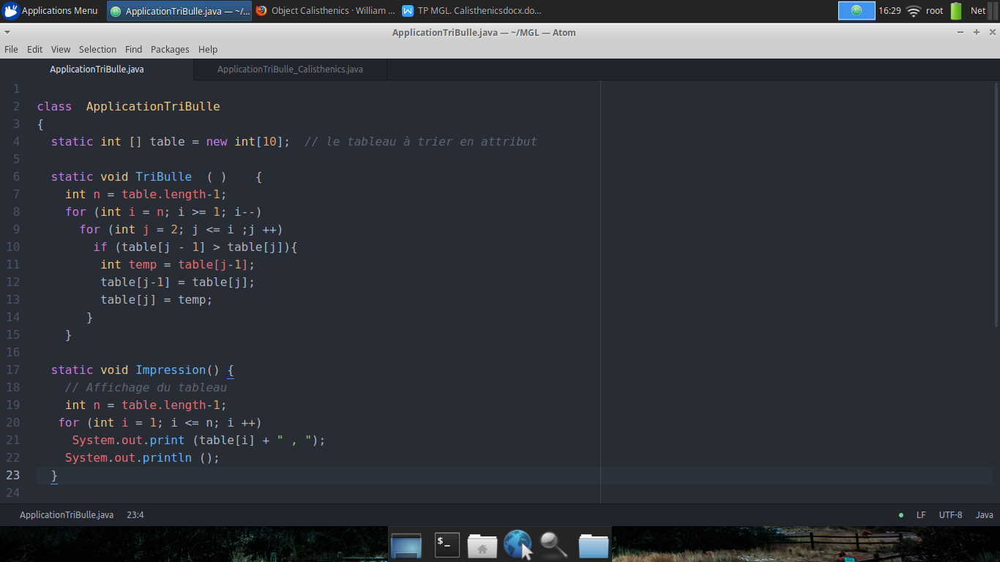 Applications Menu ApplicationTriBulle.java — ~/... Object Calisthenics · William ... TP MGL. Calisthenicsdocx.do... 16:29 root Net
ApplicationTriBulle.java — ~/MGL — Atom
File Edit View Selection Find Packages Help
ApplicationTriBulle.java ApplicationTriBulle_Calisthenics.java
1
2 class  ApplicationTriBulle
3 {
4   static int [] table = new int[10];  // le tableau à trier en attribut
5
6   static void TriBulle  ( )    {
7     int n = table.length-1;
8     for (int i = n; i >= 1; i--)
9       for (int j = 2; j <= i ;j ++)
10         if (table[j - 1] > table[j]){
11          int temp = table[j-1];
12          table[j-1] = table[j];
13          table[j] = temp;
14        }
15     }
16
17   static void Impression() {
18     // Affichage du tableau
19     int n = table.length-1;
20    for (int i = 1; i <= n; i ++)
21      System.out.print (table[i] + " , ");
22     System.out.println ();
23   }
24
ApplicationTriBulle.java 23:4 LF UTF-8 Java
$_